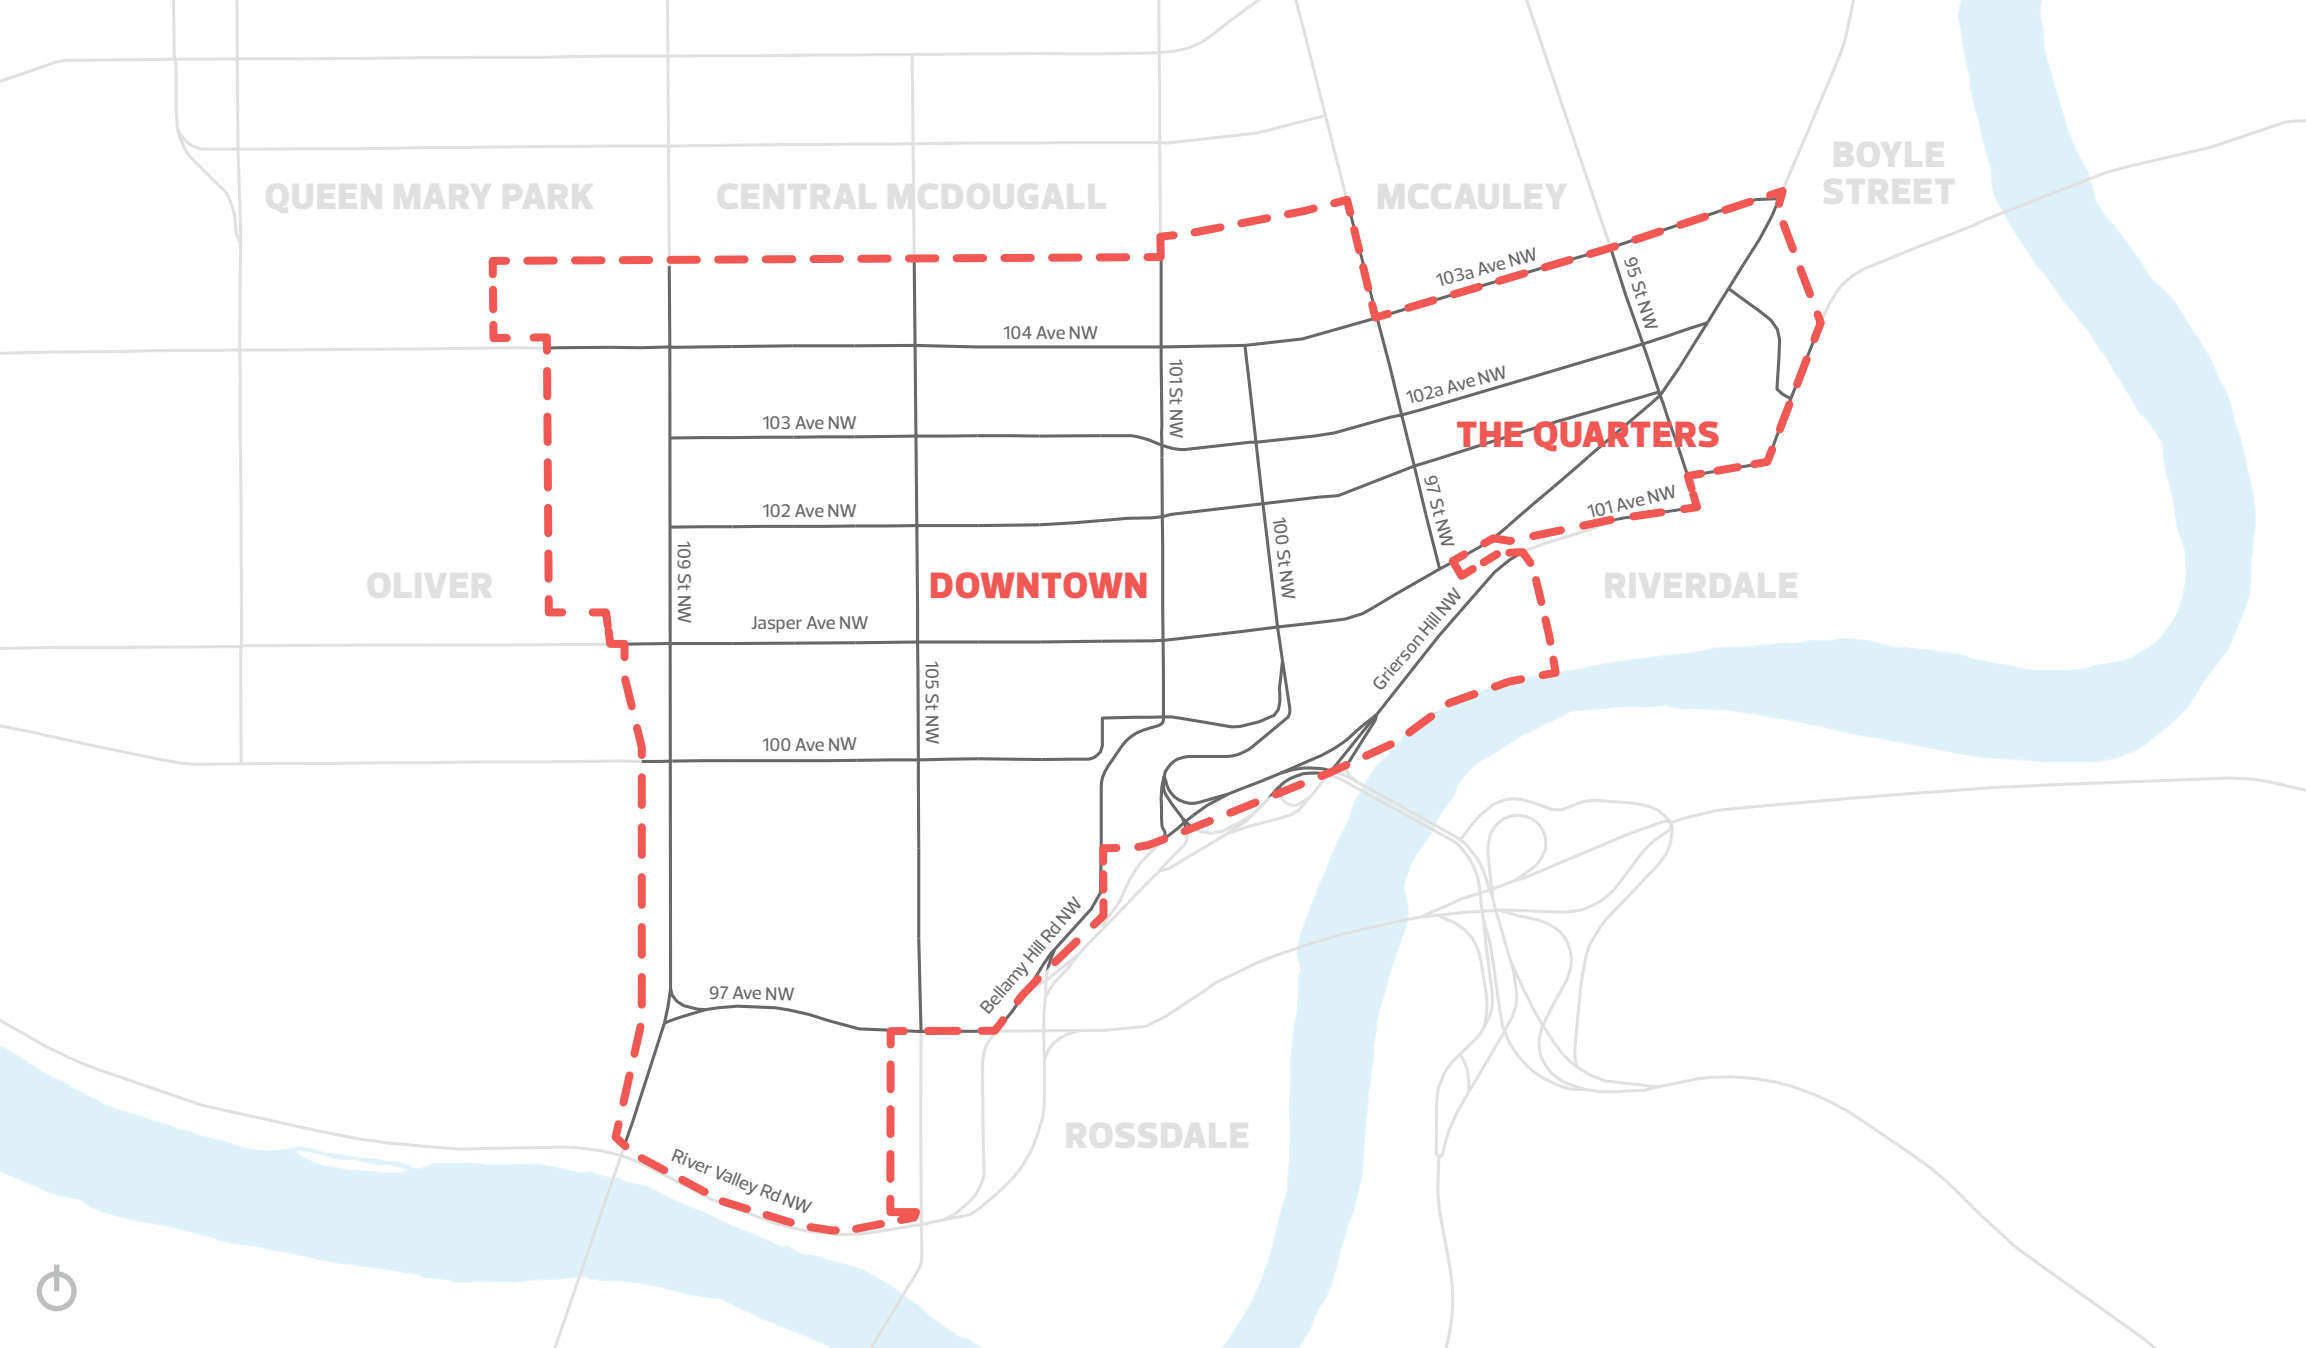 BOYLE
STREET
QUEEN MARY PARK
CENTRAL MCDOUGALL
MCCAULEY
103a Ave NW
95 St NW
104 Ave NW
101 St NW
102a Ave NW
103 Ave NW
THE QUARTERS
97 St NW
101 Ave NW
102 Ave NW
100 St NW
109 St NW
OLIVER
DOWNTOWN
RIVERDALE
Jasper Ave NW
Grierson Hill NW
105 St NW
100 Ave NW
Bellamy Hill Rd NW
97 Ave NW
ROSSDALE
River Valley Rd NW